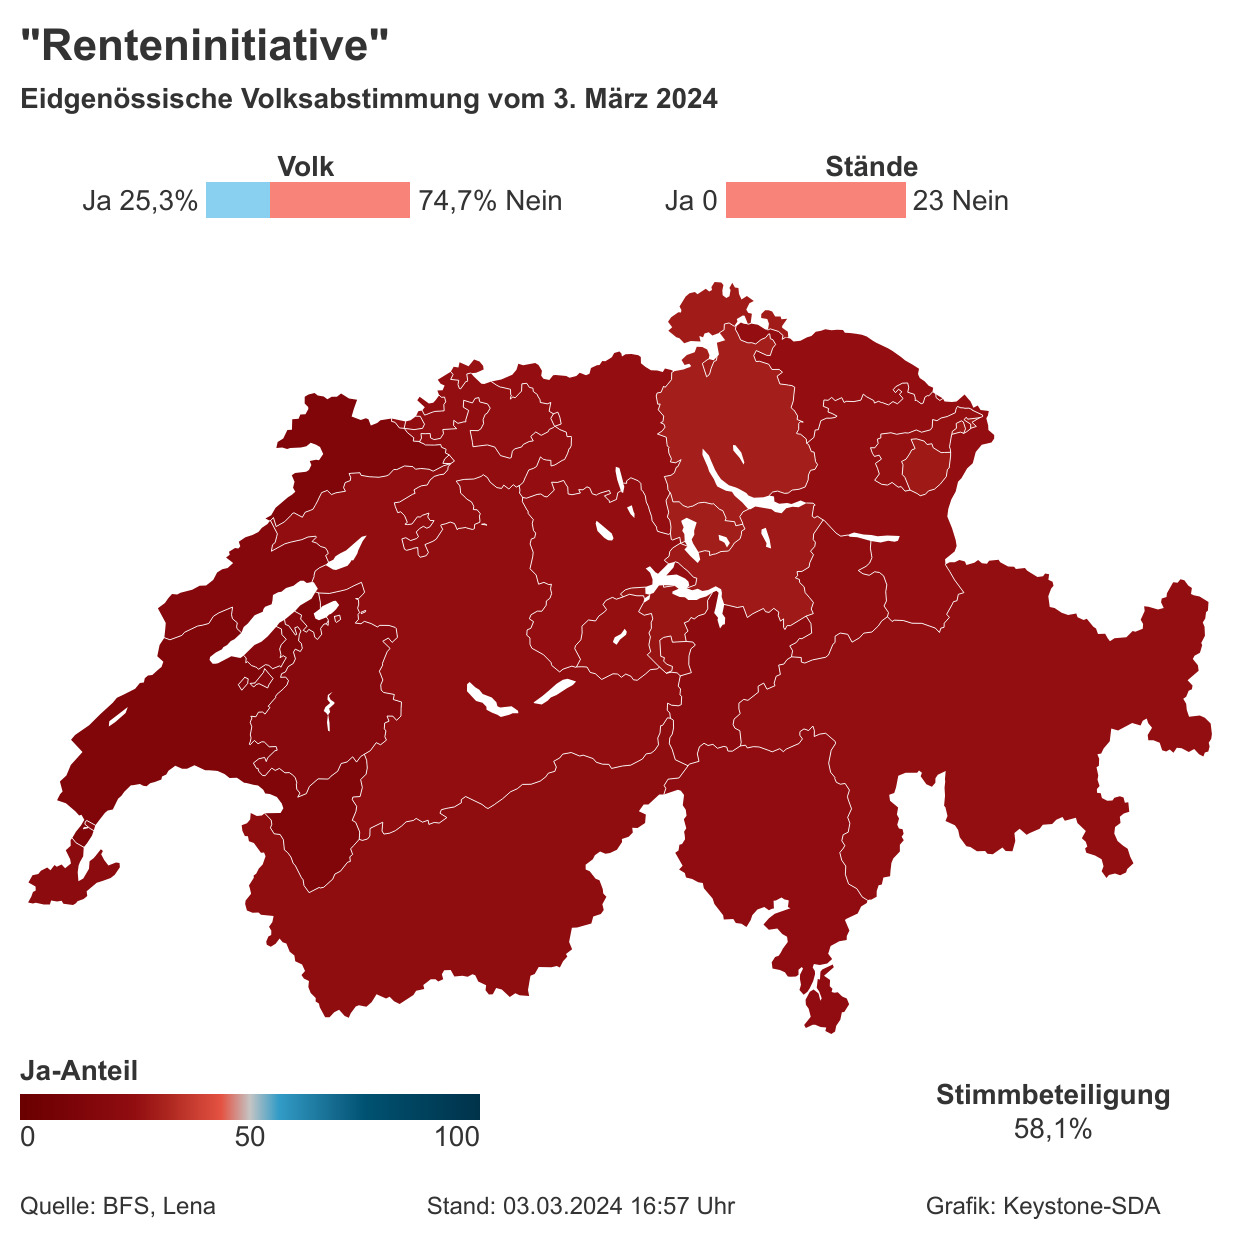 "Renteninitiative"
Eidgenössische Volksabstimmung vom 3. März 2024
Volk
Ja 25,3% 74,7% Nein
Stände
Ja 0 23 Nein
Ja-Anteil
0 50 100
Stimmbeteiligung
58,1%
Quelle: BFS, Lena Stand: 03.03.2024 16:57 Uhr Grafik: Keystone-SDA